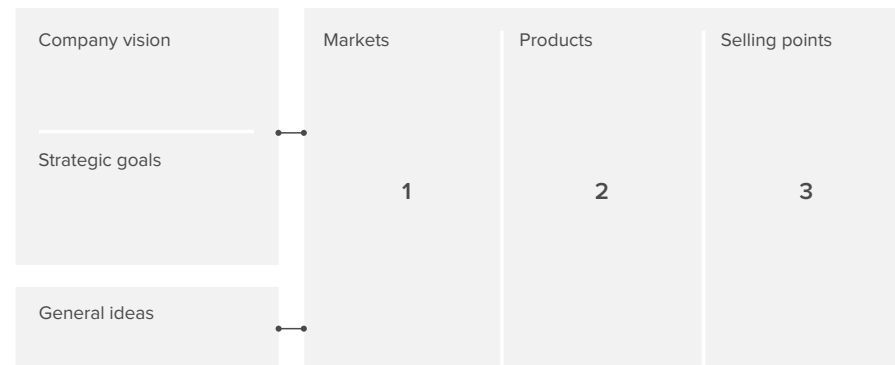 Company vision
Strategic goals
General ideas
Markets
1
Products
2
Selling points
3